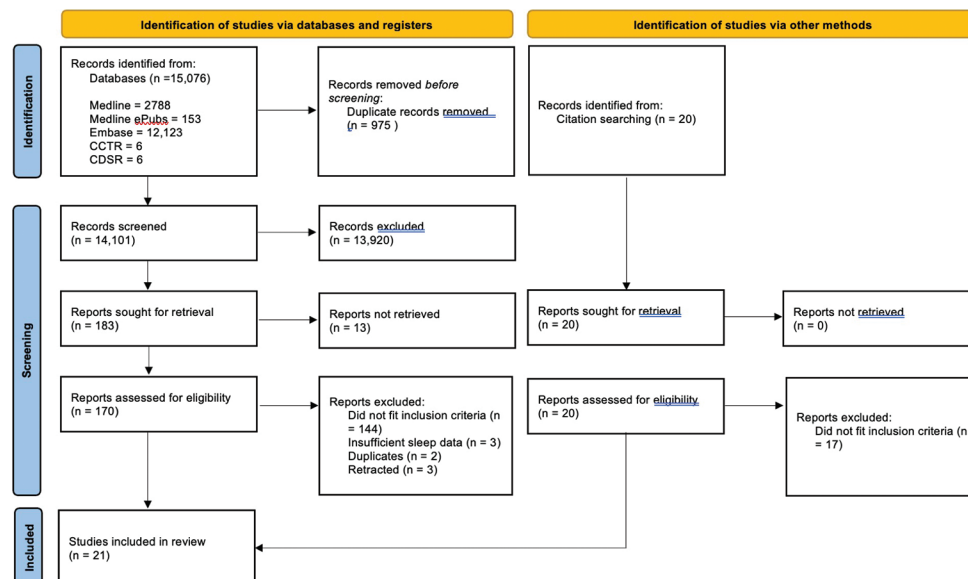 Identification of studies via databases and registers
Identification of studies via other methods
Identification
Records identified from:
Databases (n =15,076)
Medline = 2788
Medline ePubs = 153
Embase = 12,123
CCTR = 6
CDSR = 6
Records removed before
screening:
Duplicate records removed
(n = 975 )
Records identified from:
Citation searching (n = 20)
Screening
Records screened
(n = 14,101)
Records excluded
(n = 13,920)
Reports sought for retrieval
(n = 183)
Reports not retrieved
(n = 13)
Reports sought for retrieval
(n = 20)
Reports not retrieved
(n = 0)
Reports assessed for eligibility
(n = 170)
Reports excluded:
Did not fit inclusion criteria (n
= 144)
Insufficient sleep data (n = 3)
Duplicates (n = 2)
Retracted (n = 3)
Reports assessed for eligibility
(n = 20)
Reports excluded:
Did not fit inclusion criteria (n
= 17)
Included
Studies included in review
(n = 21)